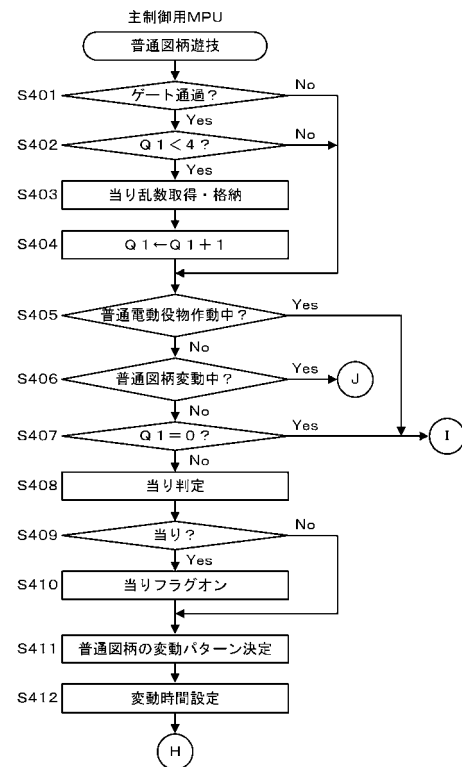 主制御用MPU
普通図柄遊技
S401
ゲート通過？
No
Yes
S402
Q1＜4？
No
Yes
S403
当り乱数取得・格納
S404
Q1←Q1＋1
S405
普通電動役物作動中？
Yes
No
S406
普通図柄変動中？
Yes
J
No
S407
Q1＝0？
Yes
I
No
S408
当り判定
S409
当り？
No
Yes
S410
当りフラグオン
S411
普通図柄の変動パターン決定
S412
変動時間設定
H